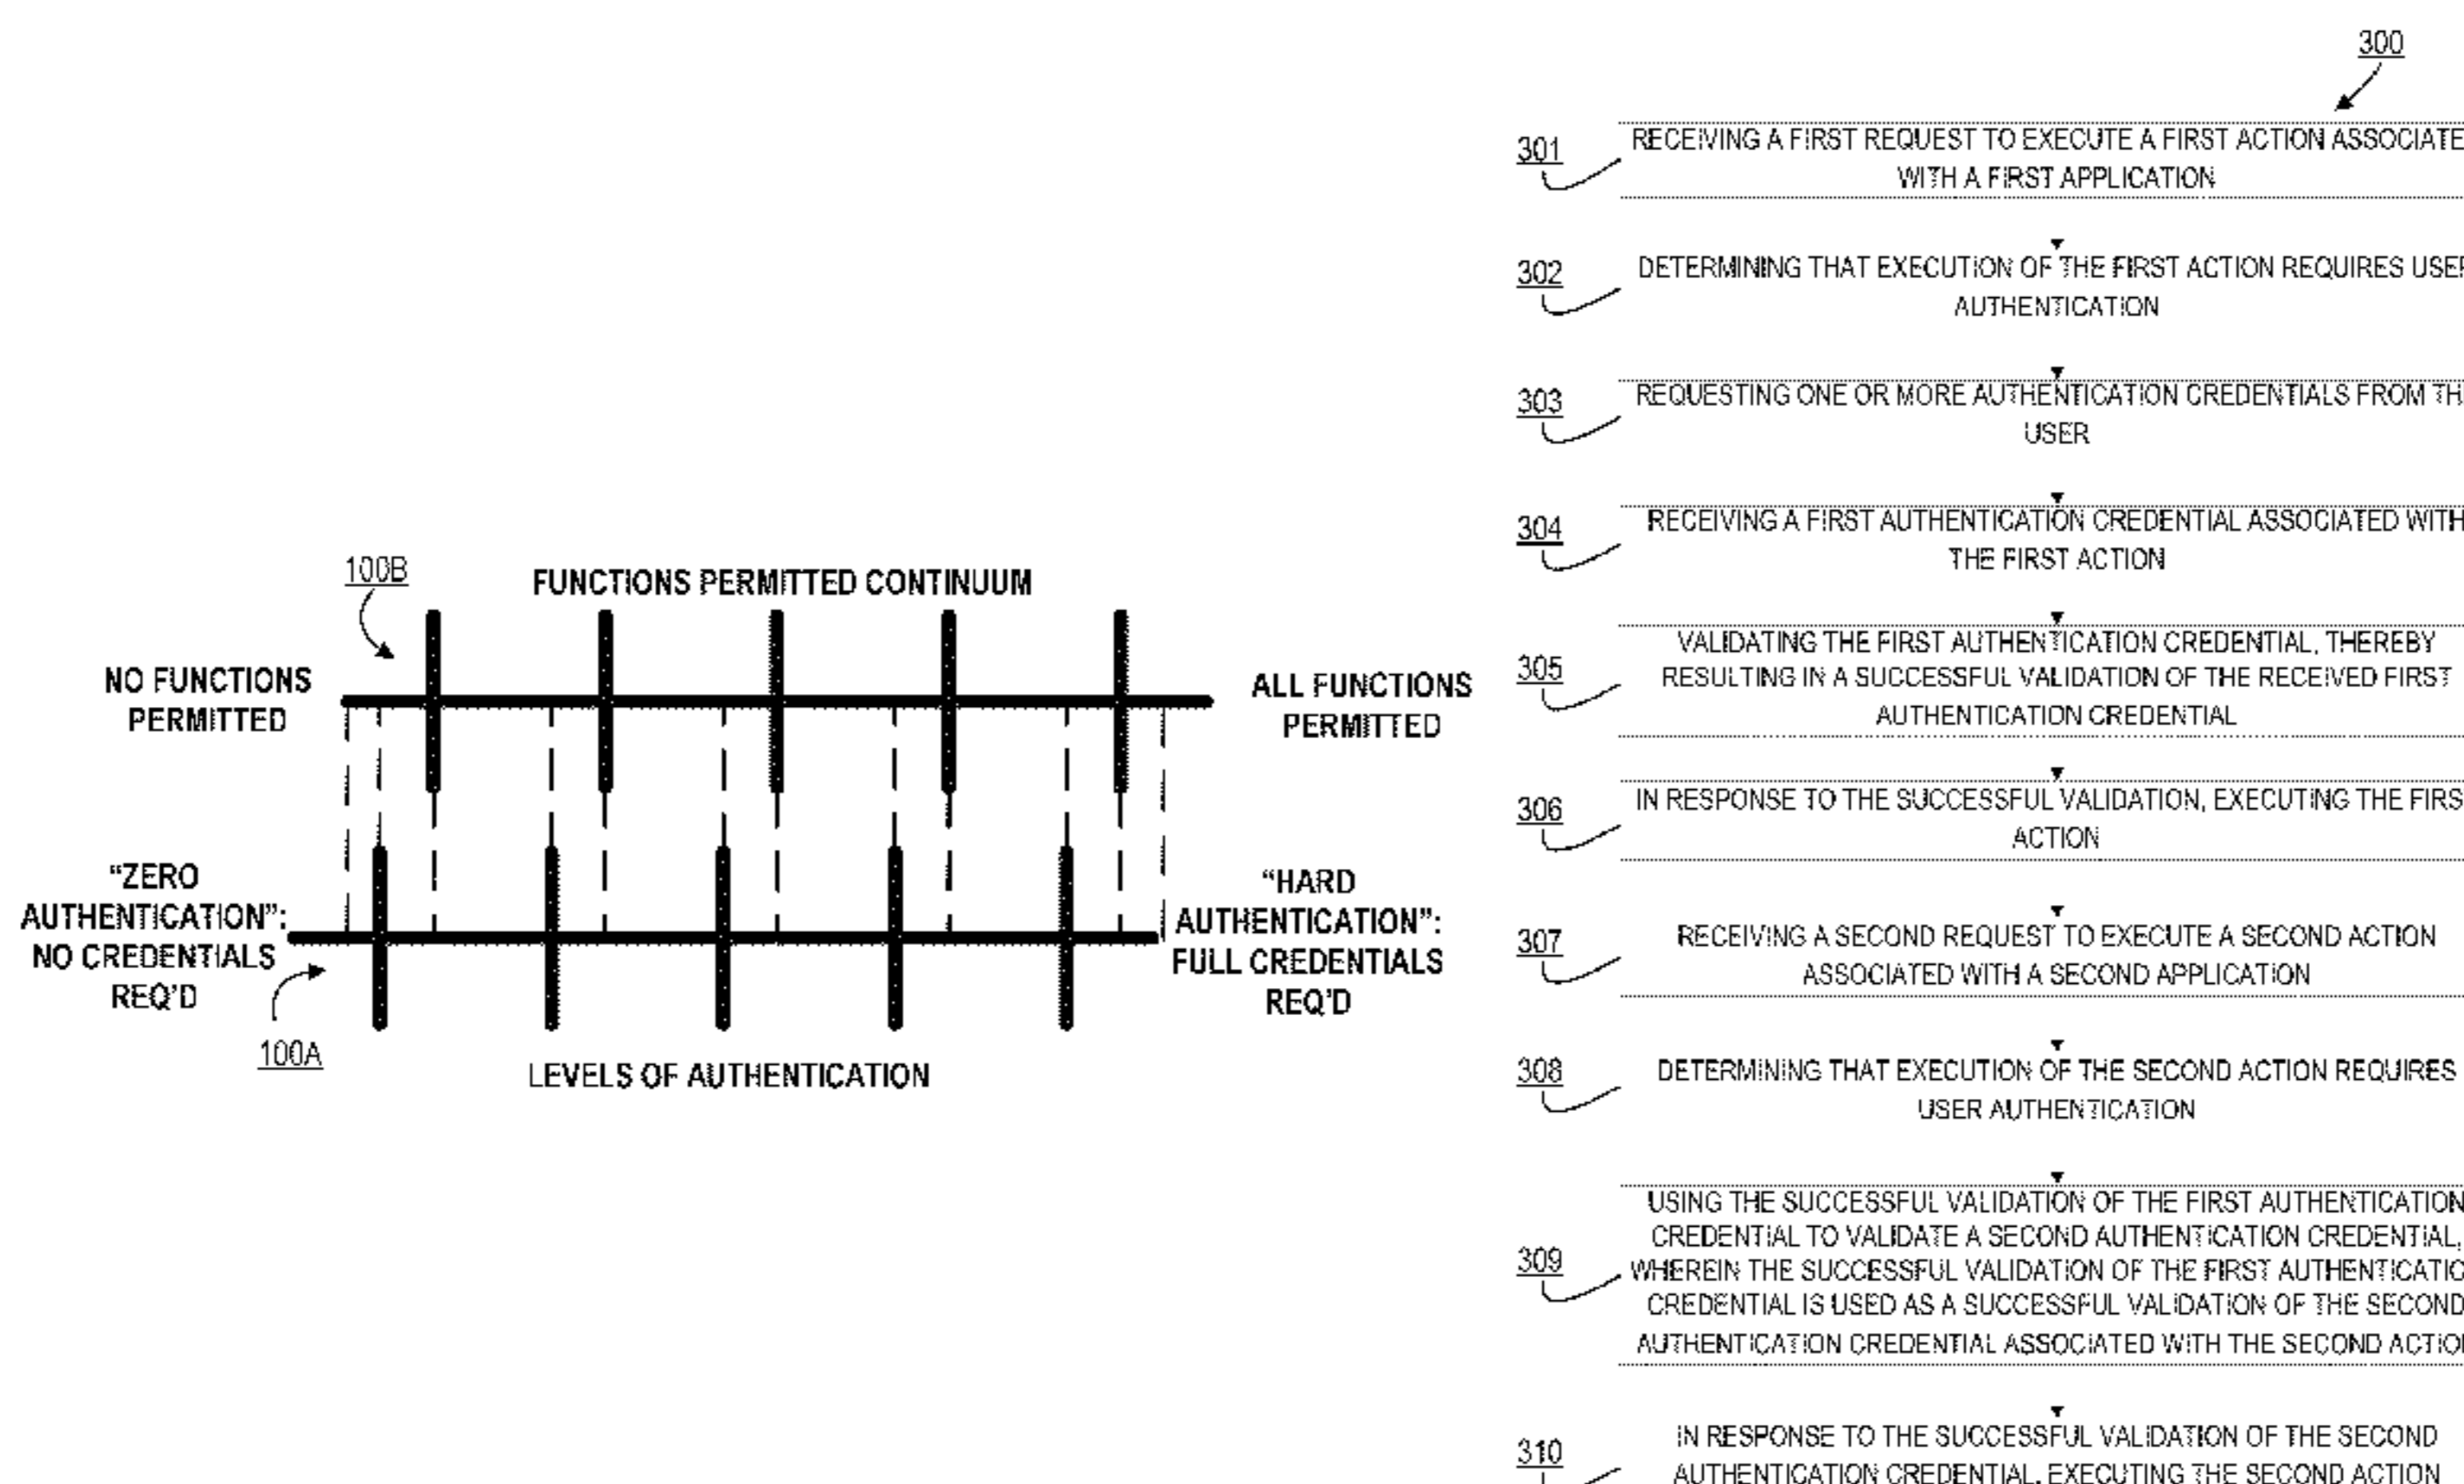 100B
FUNCTIONS PERMITTED CONTINUUM
NO FUNCTIONS
PERMITTED
ALL FUNCTIONS
PERMITTED
“ZERO
AUTHENTICATION”:
NO CREDENTIALS
REQ’D
“HARD
AUTHENTICATION”:
FULL CREDENTIALS
REQ’D
100A
LEVELS OF AUTHENTICATION
300
301
RECEIVING A FIRST REQUEST TO EXECUTE A FIRST ACTION ASSOCIATE
WITH A FIRST APPLICATION
302
DETERMINING THAT EXECUTION OF THE FIRST ACTION REQUIRES USER
AUTHENTICATION
303
REQUESTING ONE OR MORE AUTHENTICATION CREDENTIALS FROM TH
USER
304
RECEIVING A FIRST AUTHENTICATION CREDENTIAL ASSOCIATED WITH
THE FIRST ACTION
305
VALIDATING THE FIRST AUTHENTICATION CREDENTIAL, THEREBY
RESULTING IN A SUCCESSFUL VALIDATION OF THE RECEIVED FIRST
AUTHENTICATION CREDENTIAL
306
IN RESPONSE TO THE SUCCESSFUL VALIDATION, EXECUTING THE FIRS
ACTION
307
RECEIVING A SECOND REQUEST TO EXECUTE A SECOND ACTION
ASSOCIATED WITH A SECOND APPLICATION
308
DETERMINING THAT EXECUTION OF THE SECOND ACTION REQUIRES
USER AUTHENTICATION
309
USING THE SUCCESSFUL VALIDATION OF THE FIRST AUTHENTICATION
CREDENTIAL TO VALIDATE A SECOND AUTHENTICATION CREDENTIAL,
WHEREIN THE SUCCESSFUL VALIDATION OF THE FIRST AUTHENTICATIO
CREDENTIAL IS USED AS A SUCCESSFUL VALIDATION OF THE SECOND
AUTHENTICATION CREDENTIAL ASSOCIATED WITH THE SECOND ACTION
310
IN RESPONSE TO THE SUCCESSFUL VALIDATION OF THE SECOND
AUTHENTICATION CREDENTIAL, EXECUTING THE SECOND ACTION